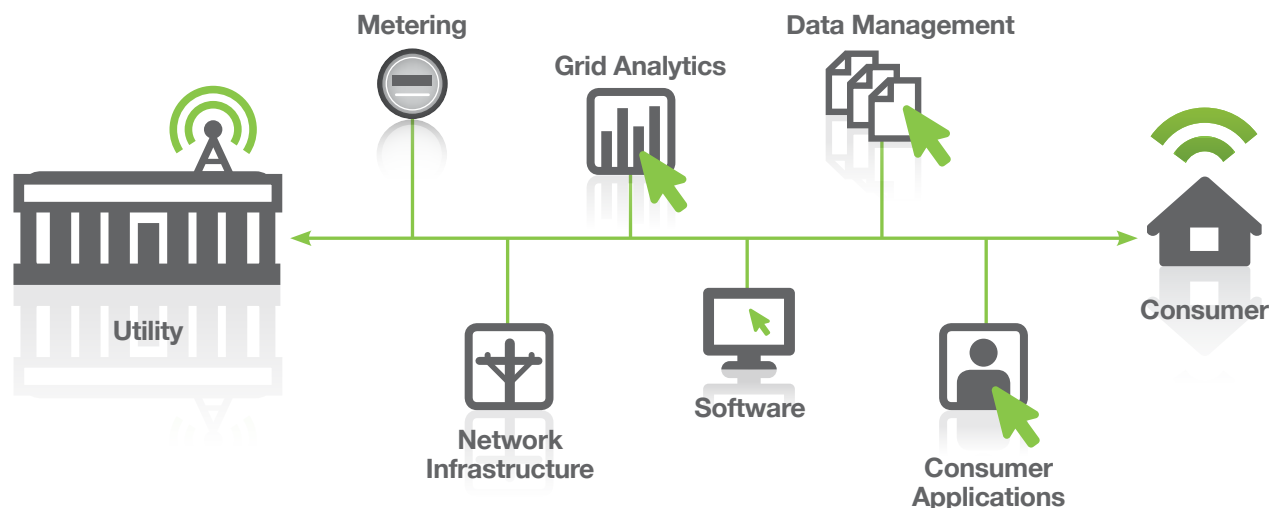 Metering
Grid Analytics
Data Management
Utility
Consumer
Network
Infrastructure
Software
Consumer
Applications